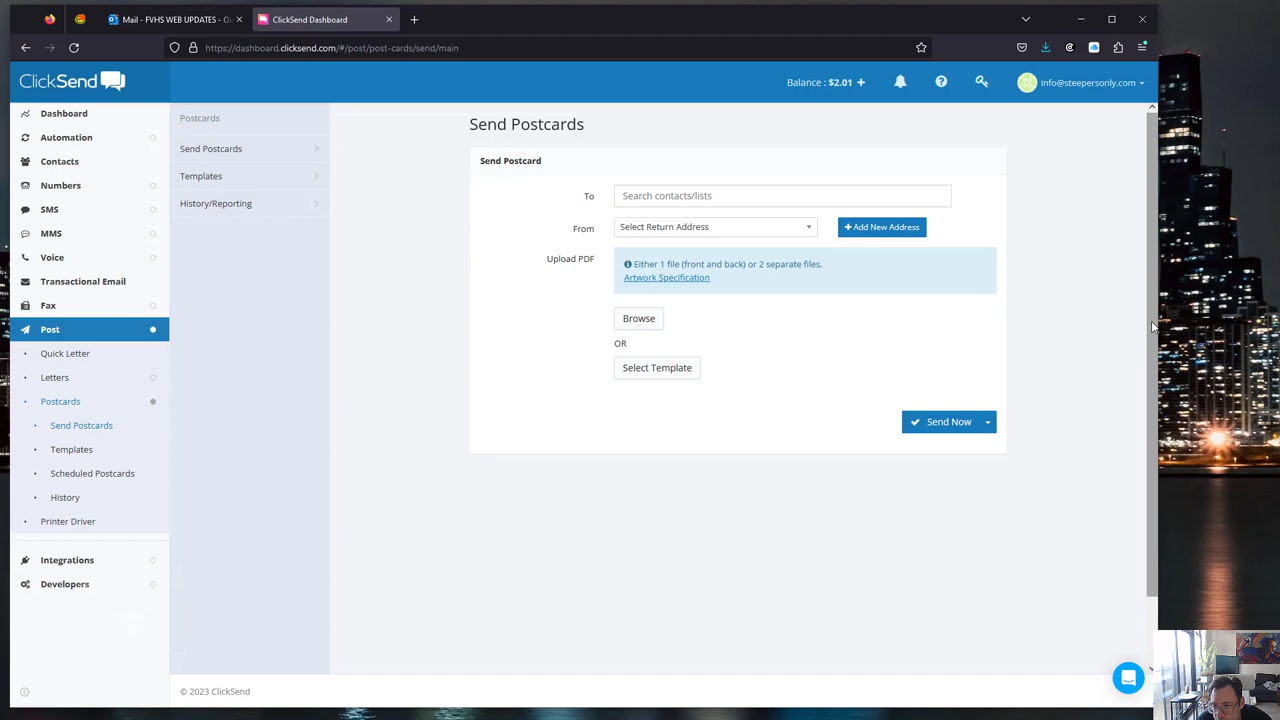 Mail - FVHS WEB UPDATES - Ou
ClickSend Dashboard
https://dashboard.clicksend.com/#/post/post-cards/send/main
ClickSend
Balance : $2.01
info@steepersonly.com
Dashboard
Automation
Contacts
Numbers
SMS
MMS
Voice
Transactional Email
Fax
Post
Quick Letter
Letters
Postcards
Send Postcards
Templates
Scheduled Postcards
History
Printer Driver
Integrations
Developers
Postcards
Send Postcards
Templates
History/Reporting
Send Postcards
Send Postcard
To
Search contacts/lists
From
Select Return Address
Add New Address
Upload PDF
Either 1 file (front and back) or 2 separate files.
Artwork Specification
Browse
OR
Select Template
Send Now
© 2023 ClickSend